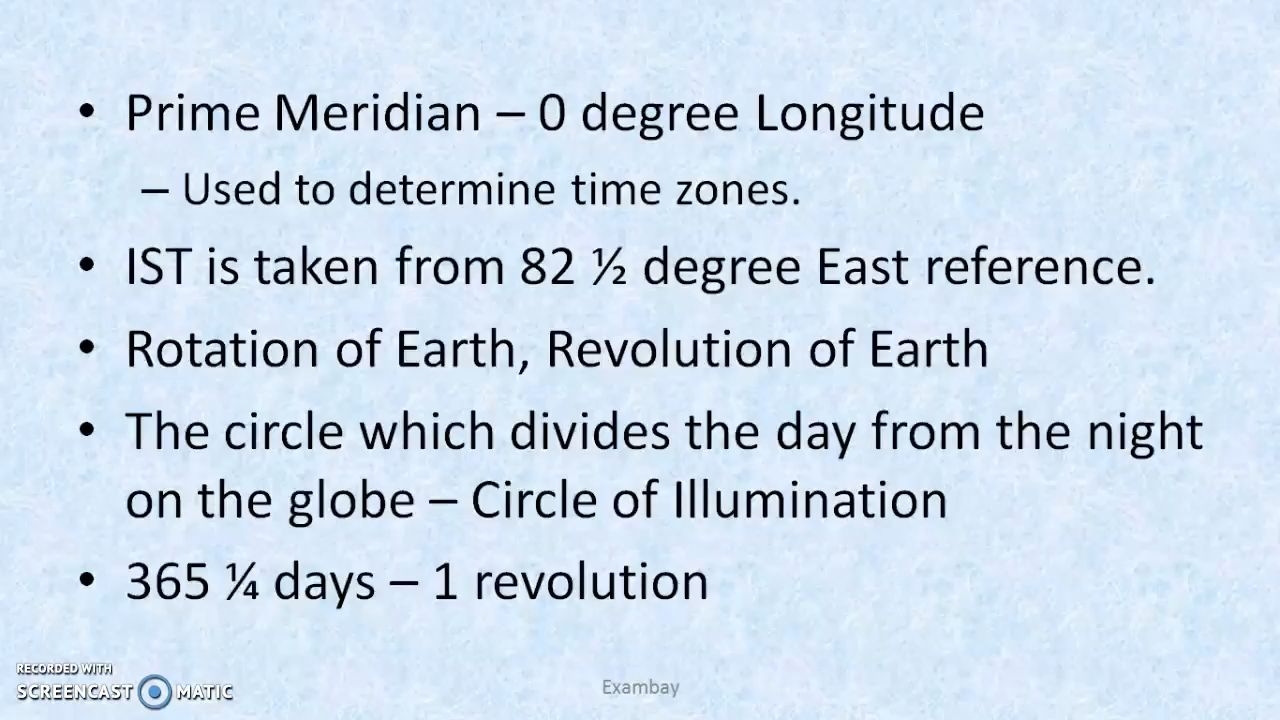 • Prime Meridian – 0 degree Longitude
– Used to determine time zones.
• IST is taken from 82 ½ degree East reference.
• Rotation of Earth, Revolution of Earth
• The circle which divides the day from the night
on the globe – Circle of Illumination
• 365 ¼ days – 1 revolution
RECORDED WITH
SCREENCAST MATIC
Exambay